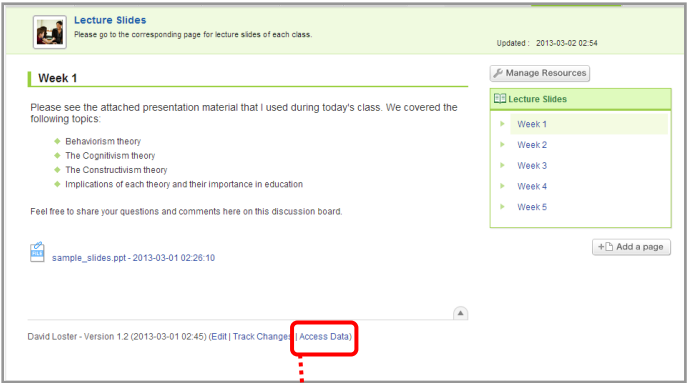 Lecture Slides
Please go to the corresponding page for lecture slides of each class.
Updated : 2013-03-02 02:54
Week 1
Please see the attached presentation material that I used during today's class. We covered the
following topics:
Behaviorism theory
The Cognitivism theory
The Constructivism theory
Implications of each theory and their importance in education
Feel free to share your questions and comments here on this discussion board.
FILE
sample_slides.ppt - 2013-03-01 02:26:10
David Loster - Version 1.2 (2013-03-01 02:45) (Edit | Track Changes | Access Data)
Manage Resources
Lecture Slides
Week 1
Week 2
Week 3
Week 4
Week 5
Add a page